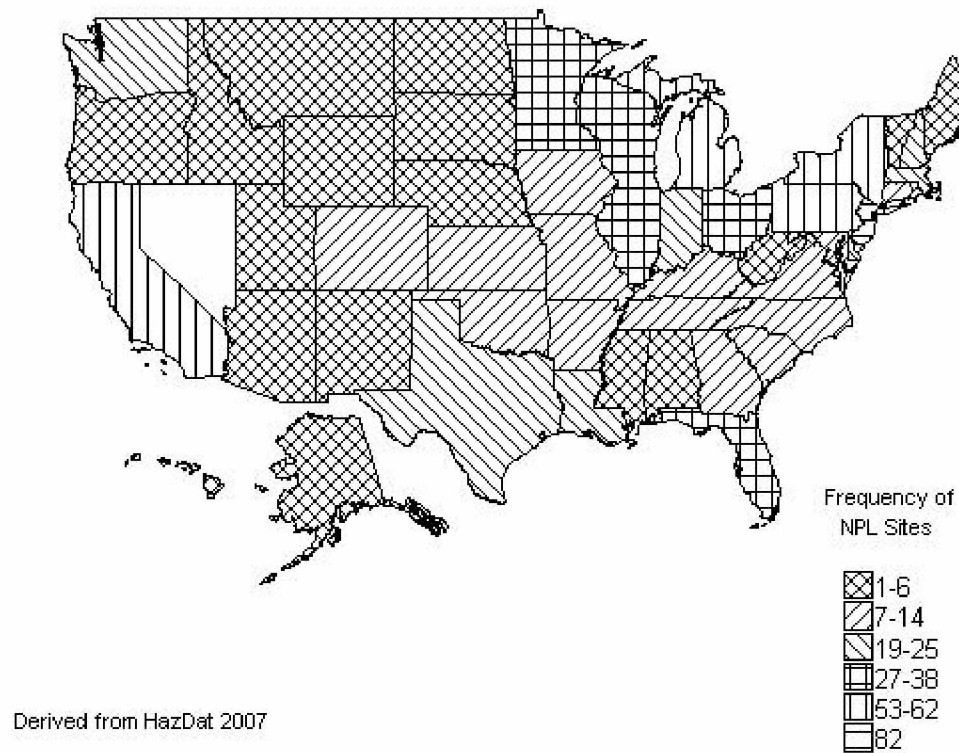 Frequency of
NPL Sites
1-6
7-14
19-25
27-38
53-62
82
Derived from HazDat 2007